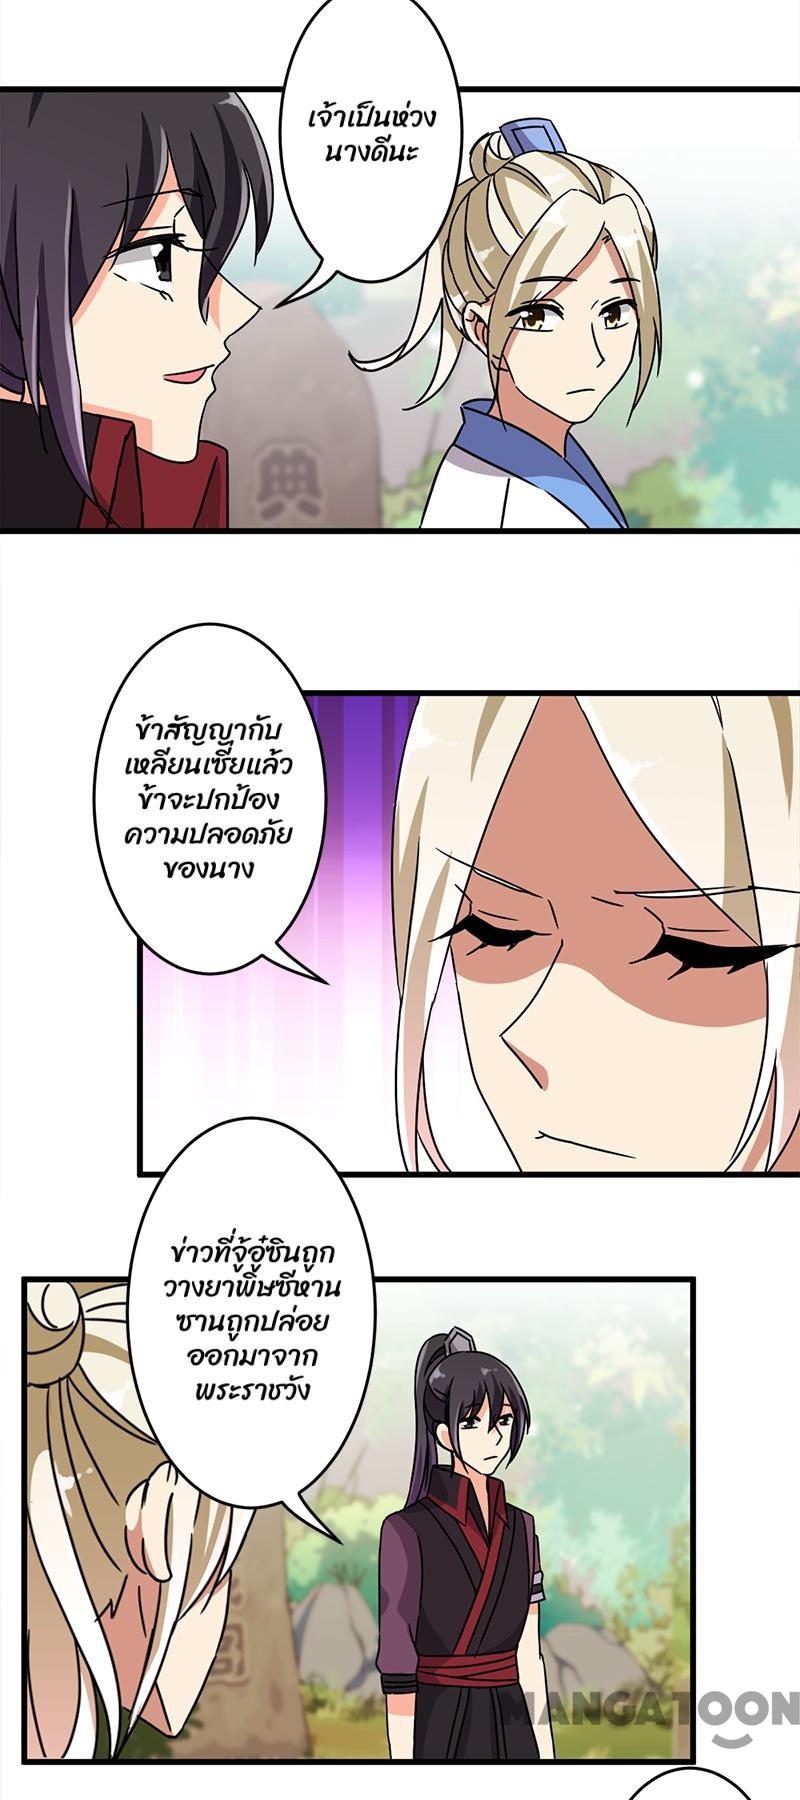 เจ้าเป็นห่วง
นางดีนะ
典
ข้าสัญญากับ
เหลียนเซี่ยแล้ว
ข้าจะปกป้อง
ความปลอดภัย
ของนาง
ข่าวที่จู้อู๋ซินถูก
วางยาพิษซีหาน
ซานถูกปล่อย
ออกมาจาก
พระราชวัง
MANGATOON